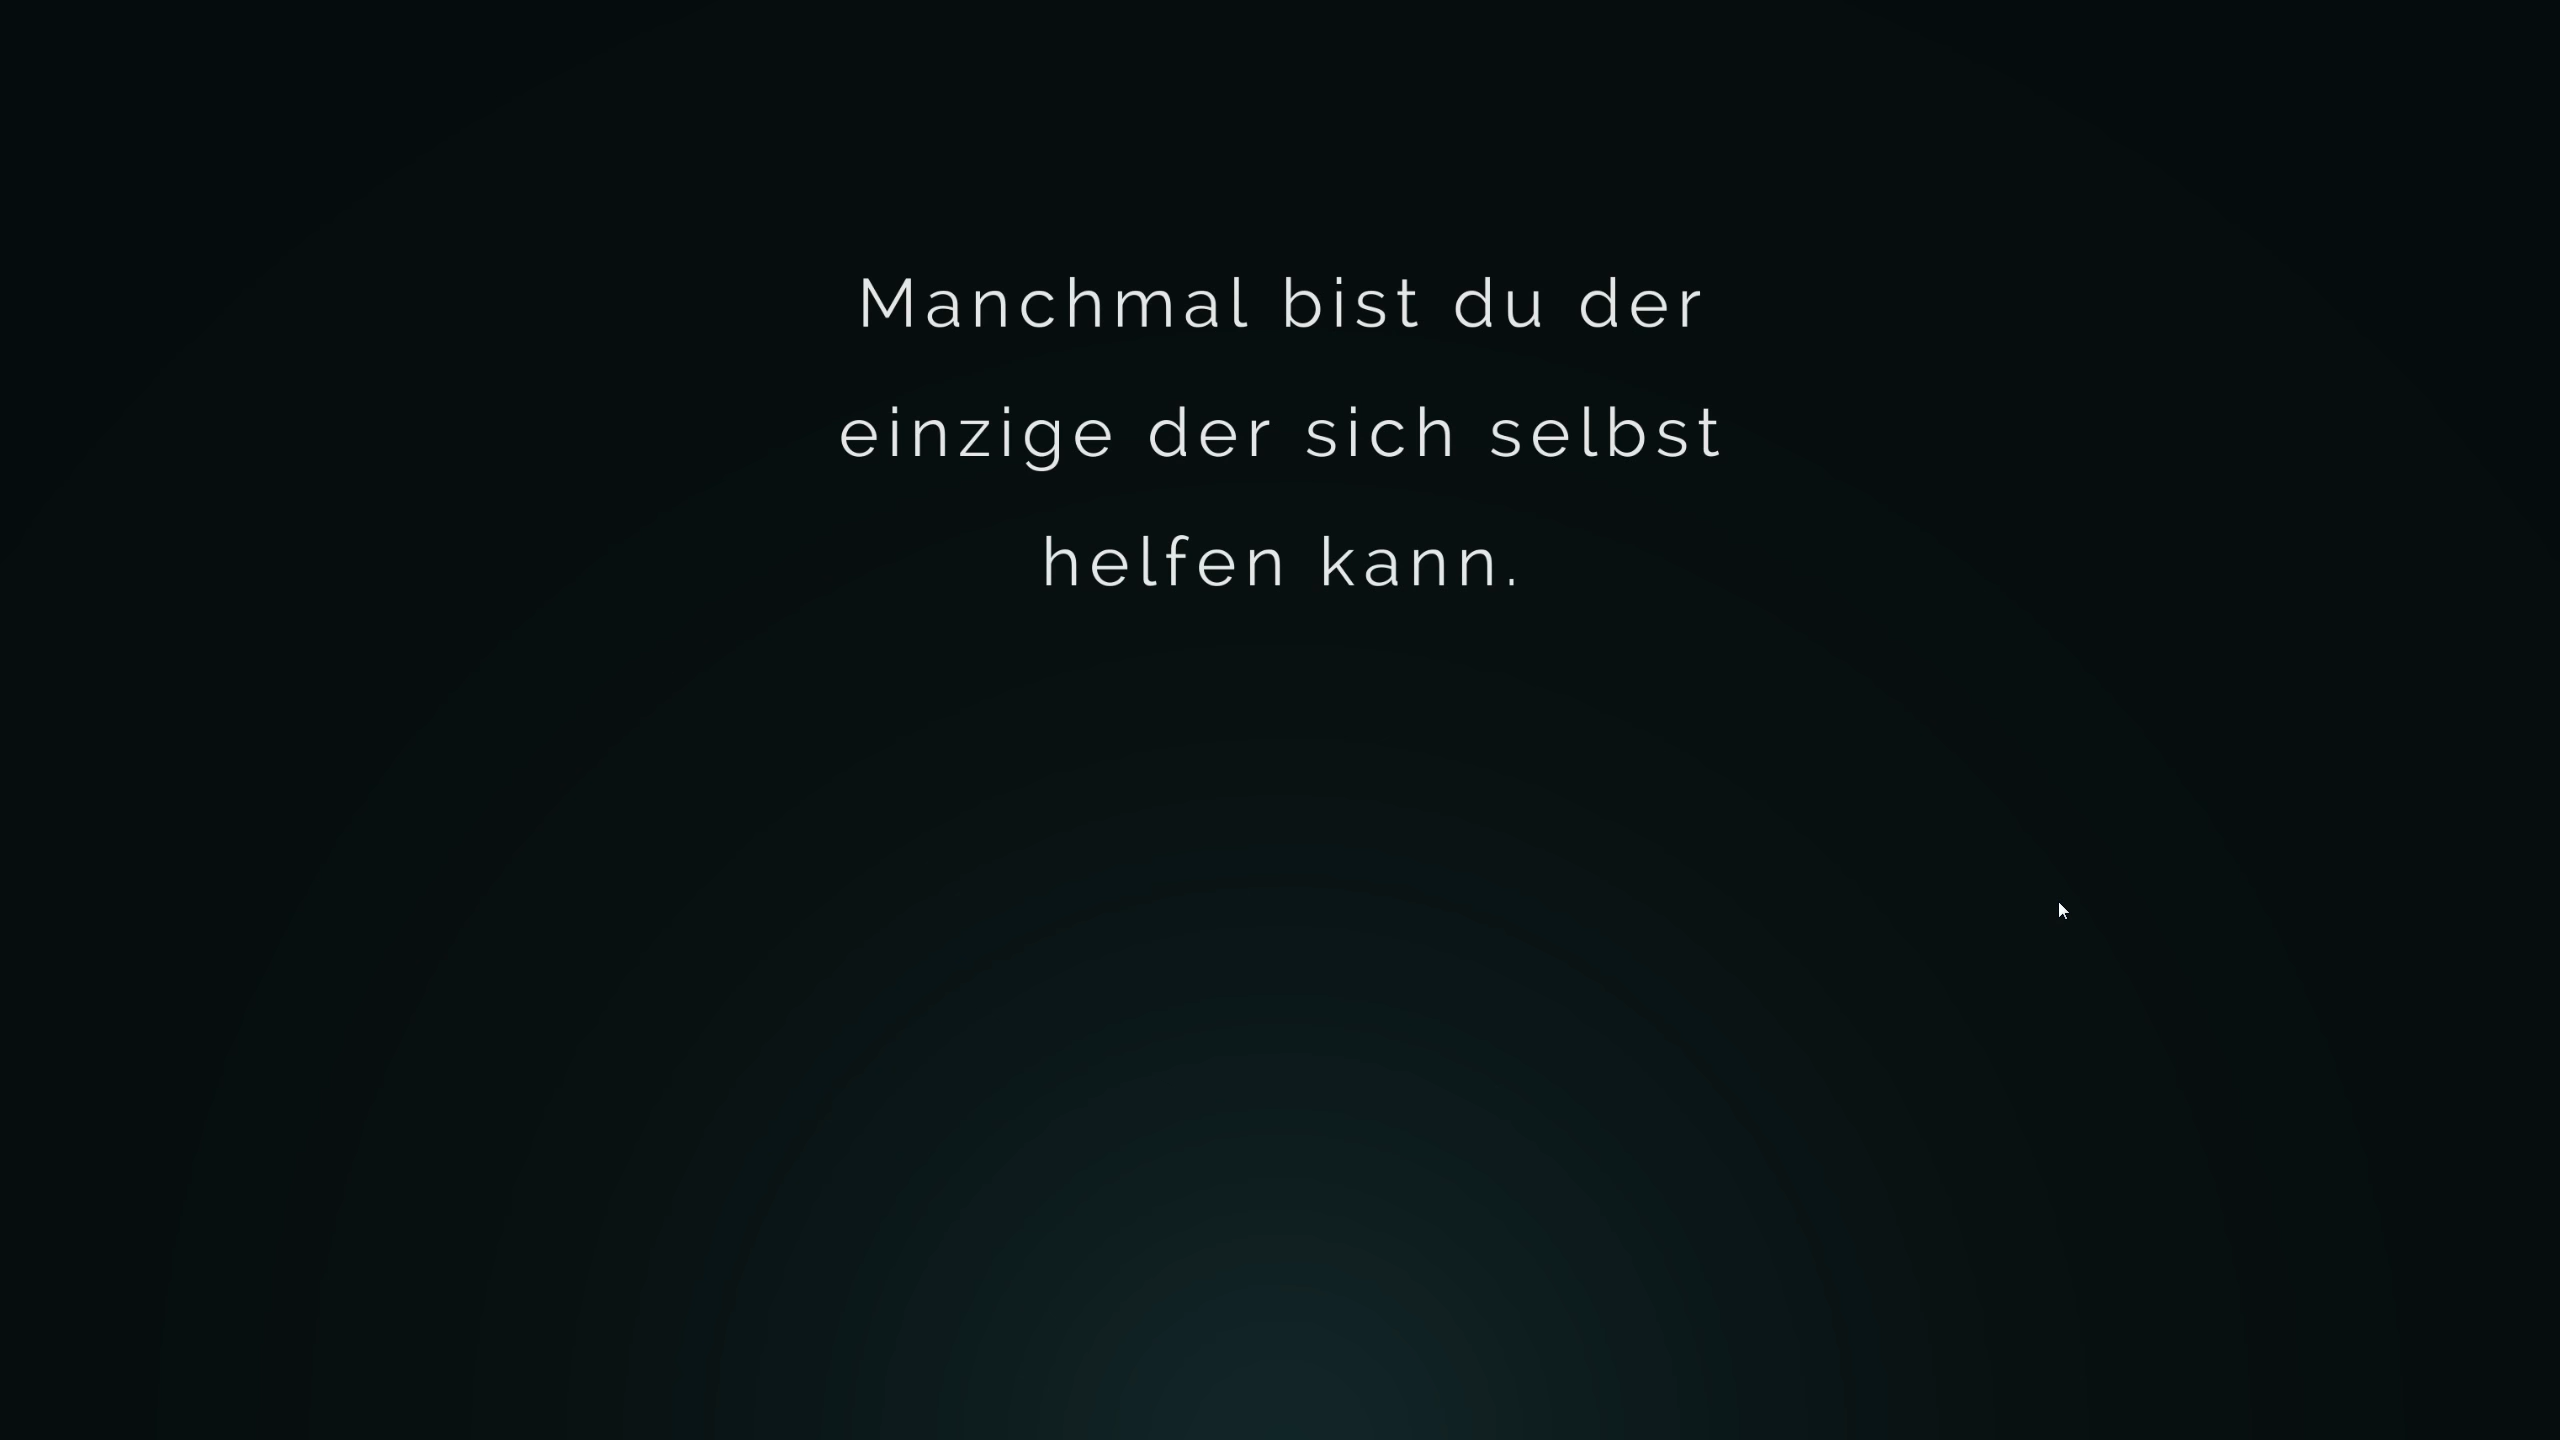 Manchmal bist du der
einzige der sich selbst
helfen kann.